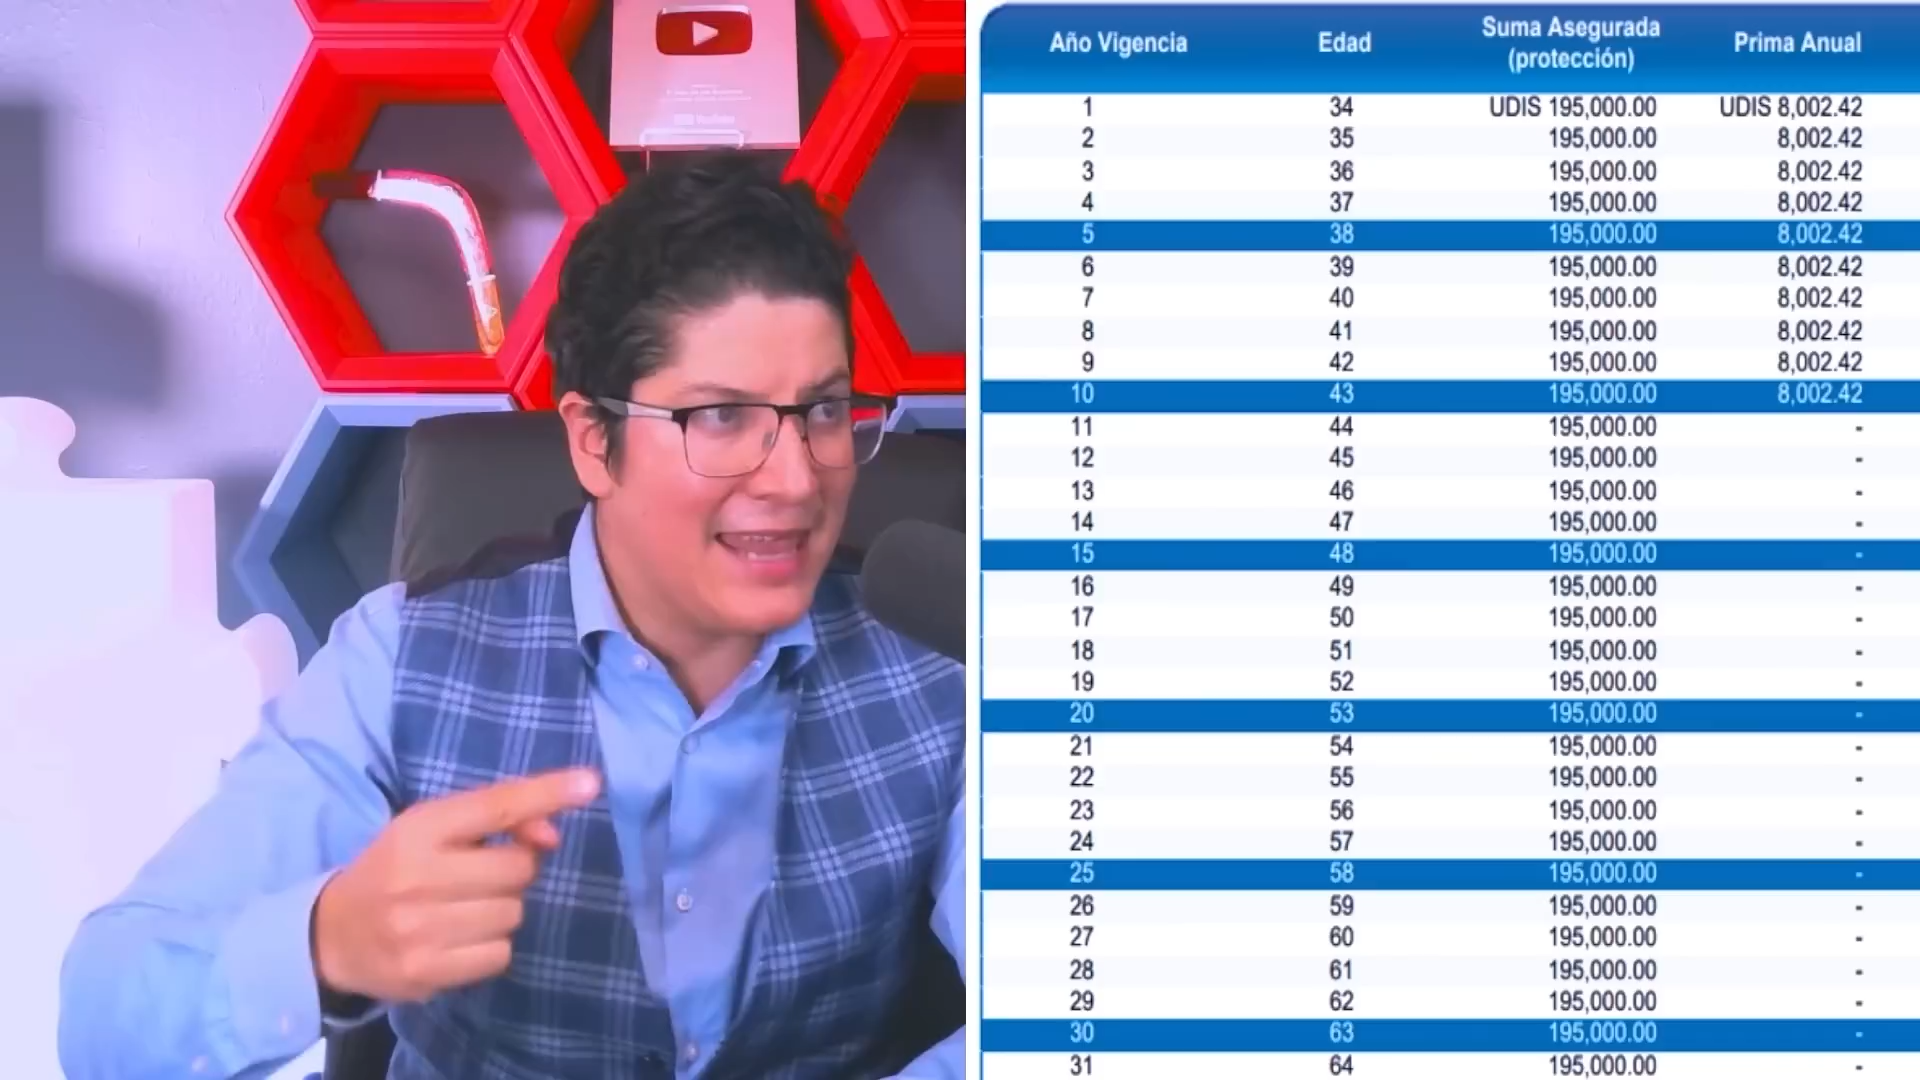 YouTube
Año Vigencia Edad Suma Asegurada (protección) Prima Anual
1 34 UDIS 195,000.00 UDIS 8,002.42
2 35 195,000.00 8,002.42
3 36 195,000.00 8,002.42
4 37 195,000.00 8,002.42
5 38 195,000.00 8,002.42
6 39 195,000.00 8,002.42
7 40 195,000.00 8,002.42
8 41 195,000.00 8,002.42
9 42 195,000.00 8,002.42
10 43 195,000.00 8,002.42
11 44 195,000.00 -
12 45 195,000.00 -
13 46 195,000.00 -
14 47 195,000.00 -
15 48 195,000.00 -
16 49 195,000.00 -
17 50 195,000.00 -
18 51 195,000.00 -
19 52 195,000.00 -
20 53 195,000.00 -
21 54 195,000.00 -
22 55 195,000.00 -
23 56 195,000.00 -
24 57 195,000.00 -
25 58 195,000.00 -
26 59 195,000.00 -
27 60 195,000.00 -
28 61 195,000.00 -
29 62 195,000.00 -
30 63 195,000.00 -
31 64 195,000.00 -